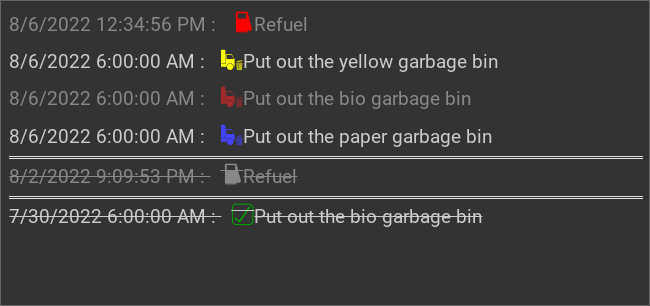 8/6/2022 12:34:56 PM : Refuel
8/6/2022 6:00:00 AM : Put out the yellow garbage bin
8/6/2022 6:00:00 AM : Put out the bio garbage bin
8/6/2022 6:00:00 AM : Put out the paper garbage bin
8/2/2022 9:09:53 PM : Refuel
7/30/2022 6:00:00 AM : Put out the bio garbage bin